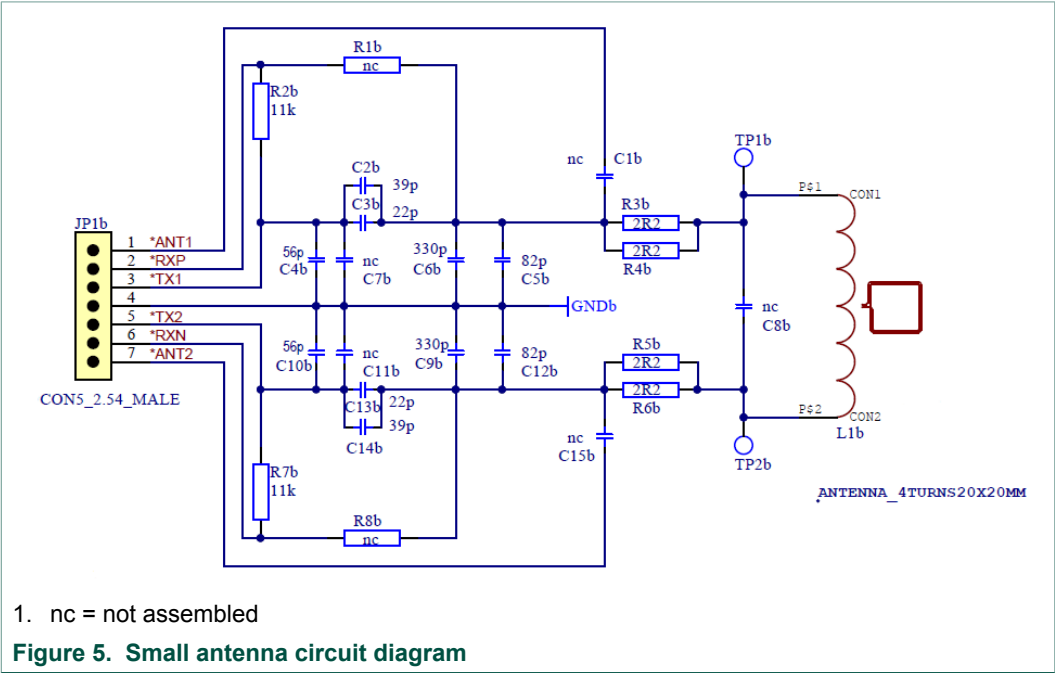 R1b
nc
R2b
11k
nc
C1b
TP1b
C2b
39p
C3b
22p
P$1
CON1
R3b
2R2
2R2
R4b
JP1b
1 *ANT1
2 *RXP
3 *TX1
4
5 *TX2
6 *RXN
7 *ANT2
CON5_2.54_MALE
56p
C4b
nc
C7b
330p
C6b
82p
C5b
GNDb
nc
C8b
56p
C10b
nc
C11b
330p
C9b
82p
C12b
R5b
2R2
2R2
R6b
C13b
22p
39p
C14b
nc
C15b
P$2
CON2
L1b
TP2b
R7b
11k
R8b
nc
ANTENNA_4TURNS20X20MM
1. nc = not assembled
Figure 5. Small antenna circuit diagram